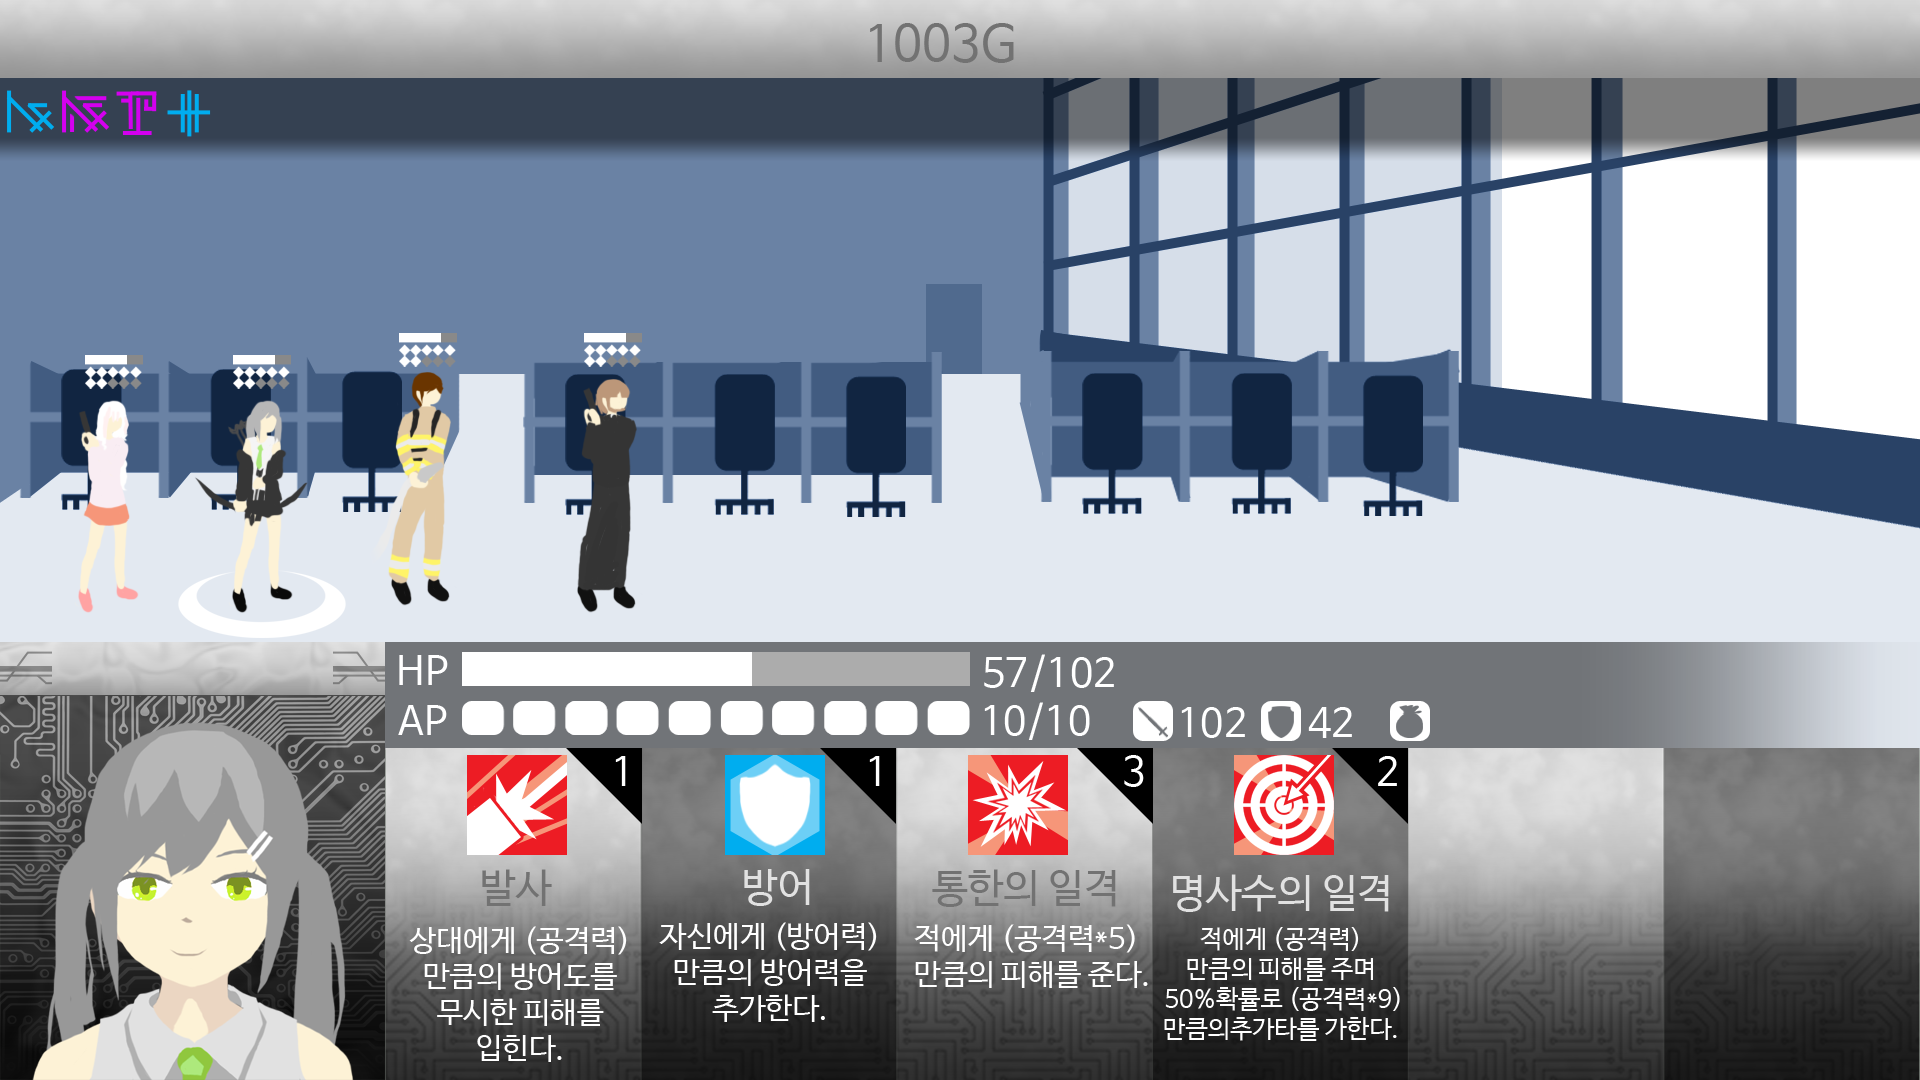 1003G
HP 57/102
AP 10/10 102 42
1
발사
상대에게 (공격력)
만큼의 방어도를
무시한 피해를
입힌다.
1
방어
자신에게 (방어력)
만큼의 방어력을
추가한다.
3
통한의 일격
적에게 (공격력*5)
만큼의 피해를 준다.
2
명사수의 일격
적에게 (공격력)
만큼의 피해를 주며
50%확률로 (공격력*9)
만큼의추가타를 가한다.